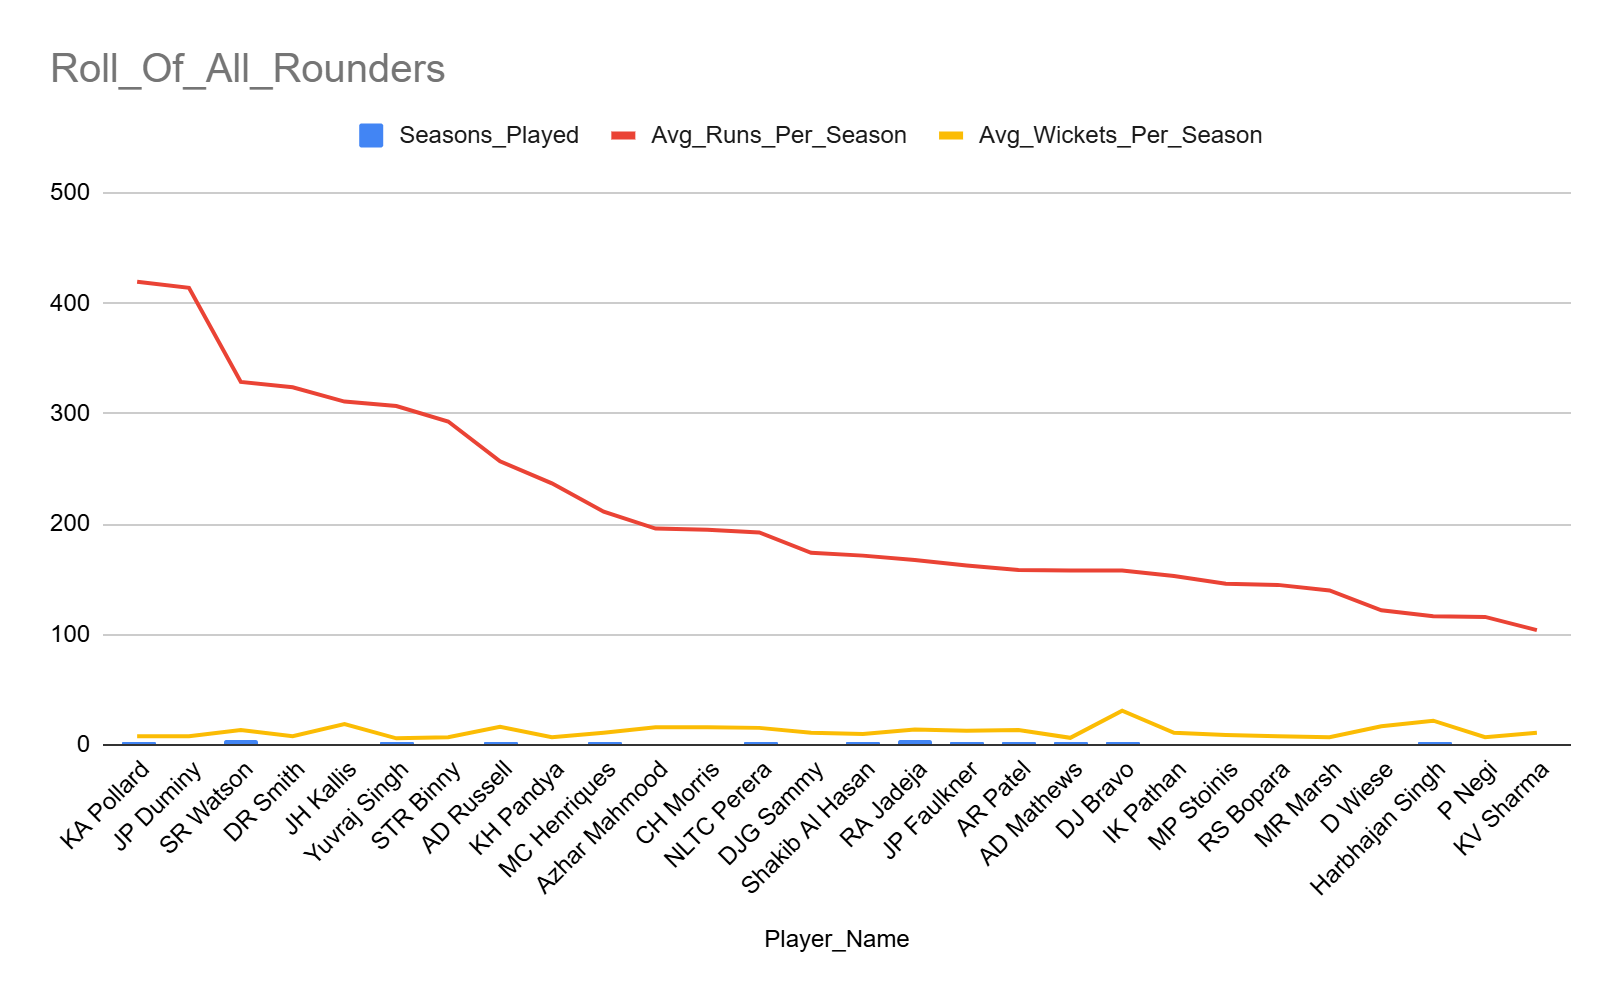 Roll_Of_All_Rounders
Seasons_Played
Avg_Runs_Per_Season
Avg_Wickets_Per_Season
500
400
300
200
100
0
KA Pollard
JP Duminy
SR Watson
DR Smith
JH Kallis
Yuvraj Singh
STR Binny
AD Russell
KH Pandya
MC Henriques
Azhar Mahmood
CH Morris
NLTC Perera
DJG Sammy
Shakib Al Hasan
RA Jadeja
JP Faulkner
AR Patel
AD Mathews
DJ Bravo
IK Pathan
MP Stoinis
RS Bopara
MR Marsh
D Wiese
Harbhajan Singh
P Negi
KV Sharma
Player_Name